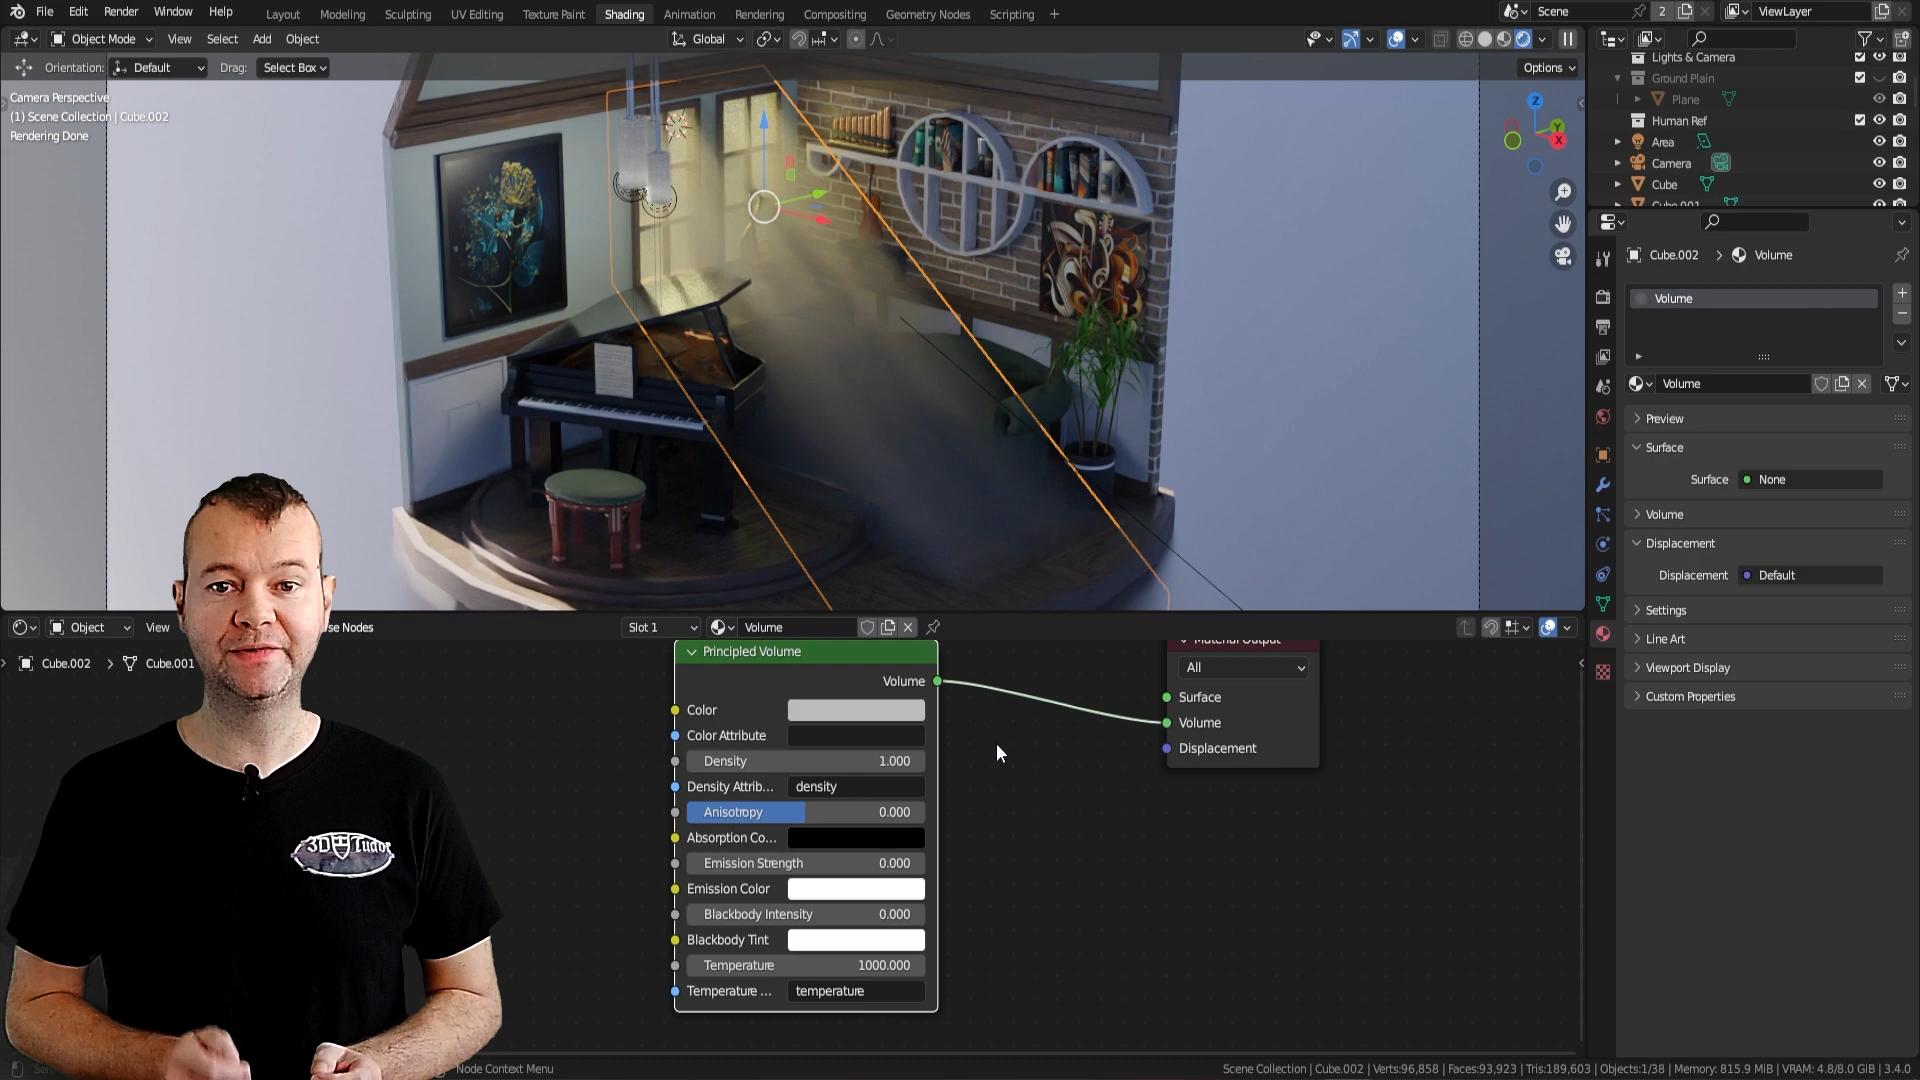 File Edit Render Window Help
Layout Modeling Sculpting UV Editing Texture Paint Shading Animation Rendering Compositing Geometry Nodes Scripting
Scene 2 ViewLayer
Object Mode View Select Add Object
Global
Orientation: Default Drag: Select Box
Options
Camera Perspective
(1) Scene Collection | Cube.002
Rendering Done
Z
Y
X
Lights & Camera
Ground Plain
Plane
Human Ref
Area
Camera
Cube
Cube.001
Cube.002 > Volume
Volume
Volume
Preview
Surface
Surface None
Volume
Displacement
Displacement Default
Settings
Line Art
Viewport Display
Custom Properties
Object View Nodes
Slot 1 Volume
Cube.002 > Cube.001
Principled Volume
Volume
Color
Color Attribute
Density 1.000
Density Attrib... density
Anisotropy 0.000
Absorption Co...
Emission Strength 0.000
Emission Color
Blackbody Intensity 0.000
Blackbody Tint
Temperature 1000.000
Temperature ... temperature
Material Output
All
Surface
Volume
Displacement
3D Tudor
Node Context Menu
Scene Collection | Cube.002 | Verts:96,858 | Faces:93,923 | Tris:189,603 | Objects:1/38 | Memory: 815.9 MiB | VRAM: 4.8/8.0 GiB | 3.4.0